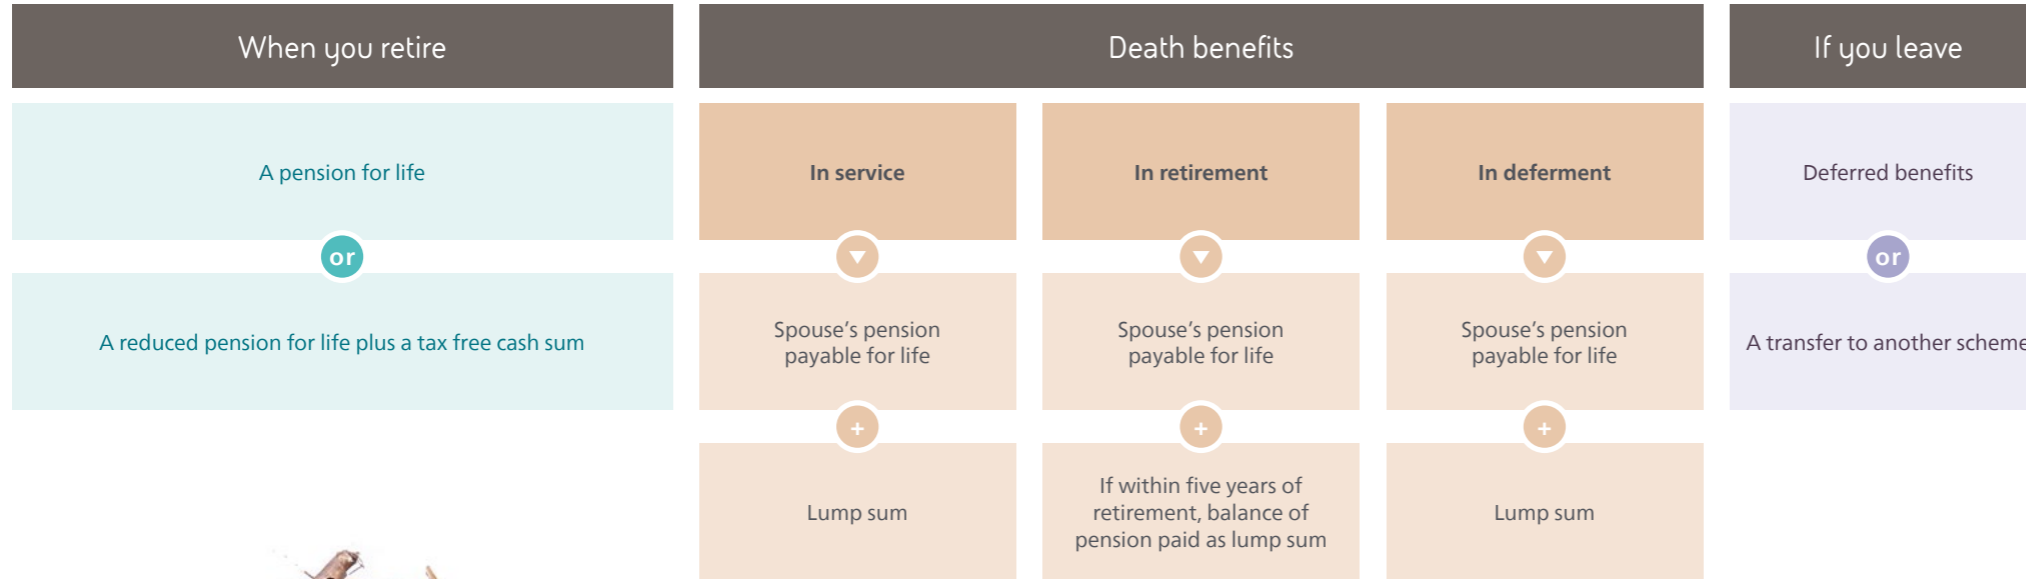 When you retire
A pension for life
or
A reduced pension for life plus a tax free cash sum
Death benefits
In service
Spouse’s pension
payable for life
+
Lump sum
In retirement
Spouse’s pension
payable for life
+
If within five years of
retirement, balance of
pension paid as lump sum
In deferment
Spouse’s pension
payable for life
+
Lump sum
If you leave
Deferred benefits
or
A transfer to another scheme